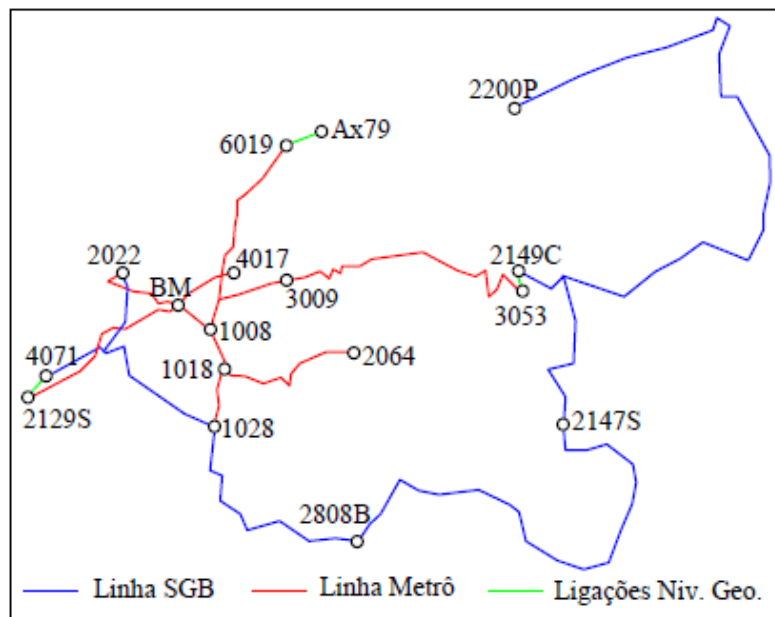 2200P
Ax79
6019
2022
4017
2149C
BM
3009
3053
1008
4071
1018
2064
2129S
1028
2147S
2808B
Linha SGB
Linha Metrô
Ligações Niv. Geo.